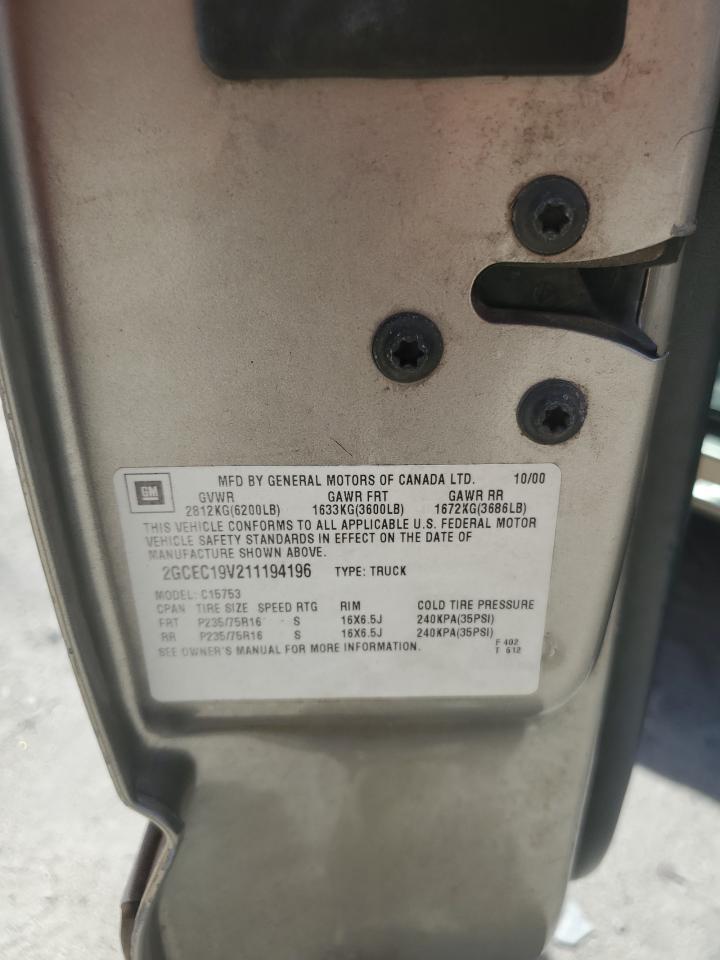 GM
MFD BY GENERAL MOTORS OF CANADA LTD. 10/00
GVWR GAWR FRT GAWR RR
2812KG(6200LB) 1633KG(3600LB) 1672KG(3686LB)
THIS VEHICLE CONFORMS TO ALL APPLICABLE U.S. FEDERAL MOTOR
VEHICLE SAFETY STANDARDS IN EFFECT ON THE DATE OF
MANUFACTURE SHOWN ABOVE.
2GCEC19V211194196 TYPE: TRUCK
MODEL: C15753
CPAN TIRE SIZE SPEED RTG RIM COLD TIRE PRESSURE
FRT P235/75R16 S 16X6.5J 240KPA(35PSI)
RR P235/75R16 S 16X6.5J 240KPA(35PSI)
SEE OWNER'S MANUAL FOR MORE INFORMATION.
F 402
T 612